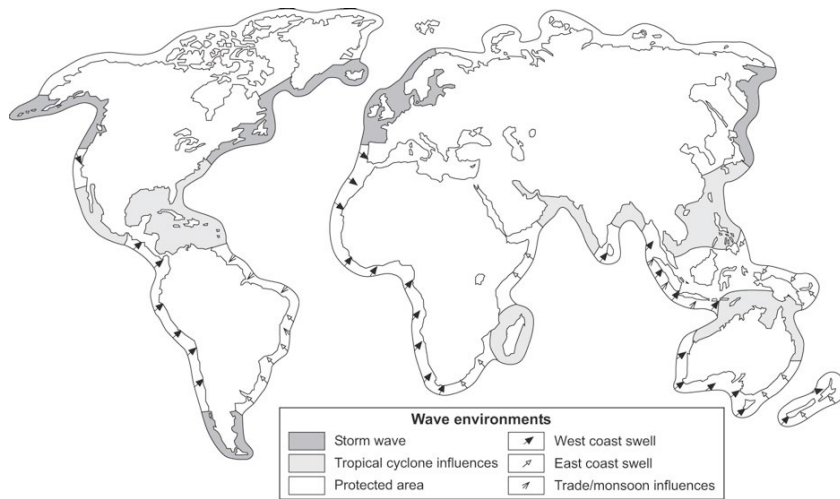 Wave environments
Storm wave
West coast swell
Tropical cyclone influences
East coast swell
Protected area
Trade/monsoon influences